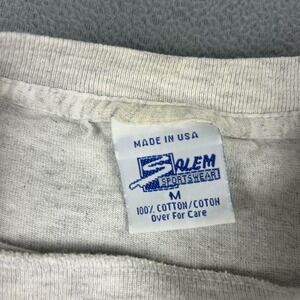 MADE IN USA
SALEM
SPORTSWEAR
M
100% COTTON/COTON
Over For Care